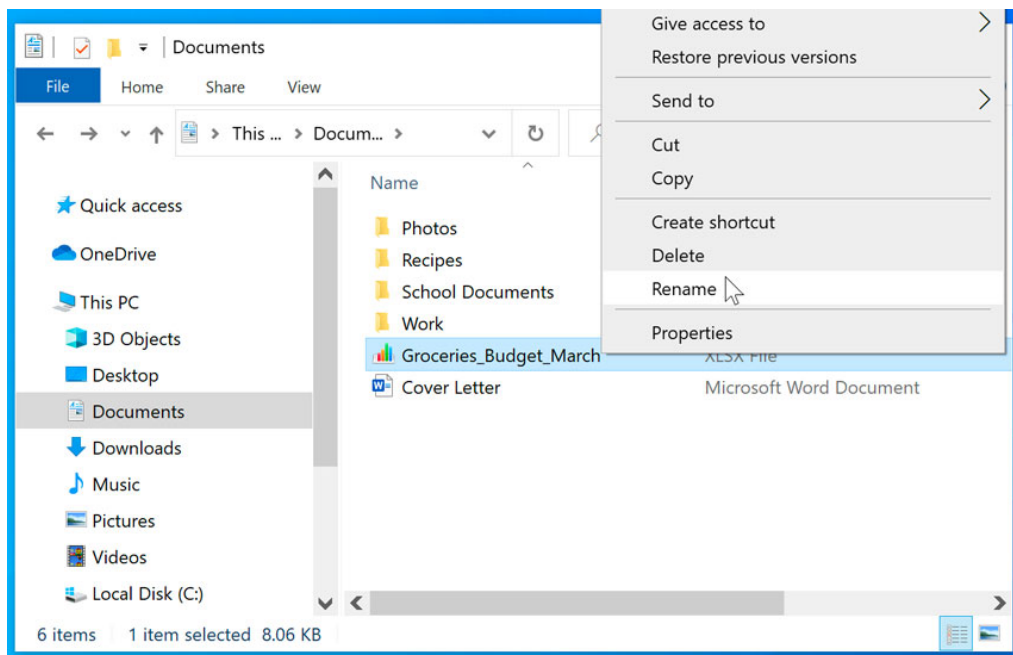 Documents
File Home Share View
This ... Docum...
Name
Quick access
OneDrive
This PC
3D Objects
Desktop
Documents
Downloads
Music
Pictures
Videos
Local Disk (C:)
Photos
Recipes
School Documents
Work
Groceries_Budget_March XLSX File
Cover Letter Microsoft Word Document
Give access to
Restore previous versions
Send to
Cut
Copy
Create shortcut
Delete
Rename
Properties
6 items 1 item selected 8.06 KB